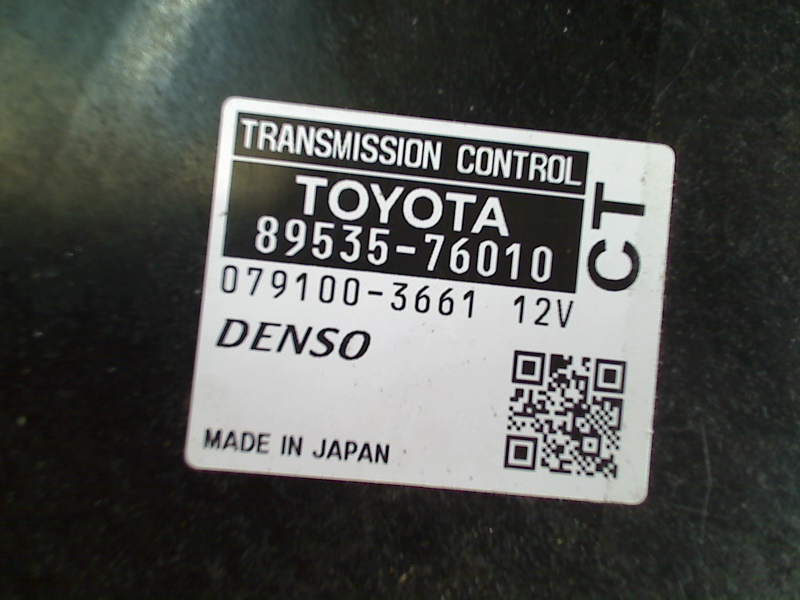 TRANSMISSION CONTROL
TOYOTA
89535-76010
CT
079100-3661 12V
DENSO
MADE IN JAPAN